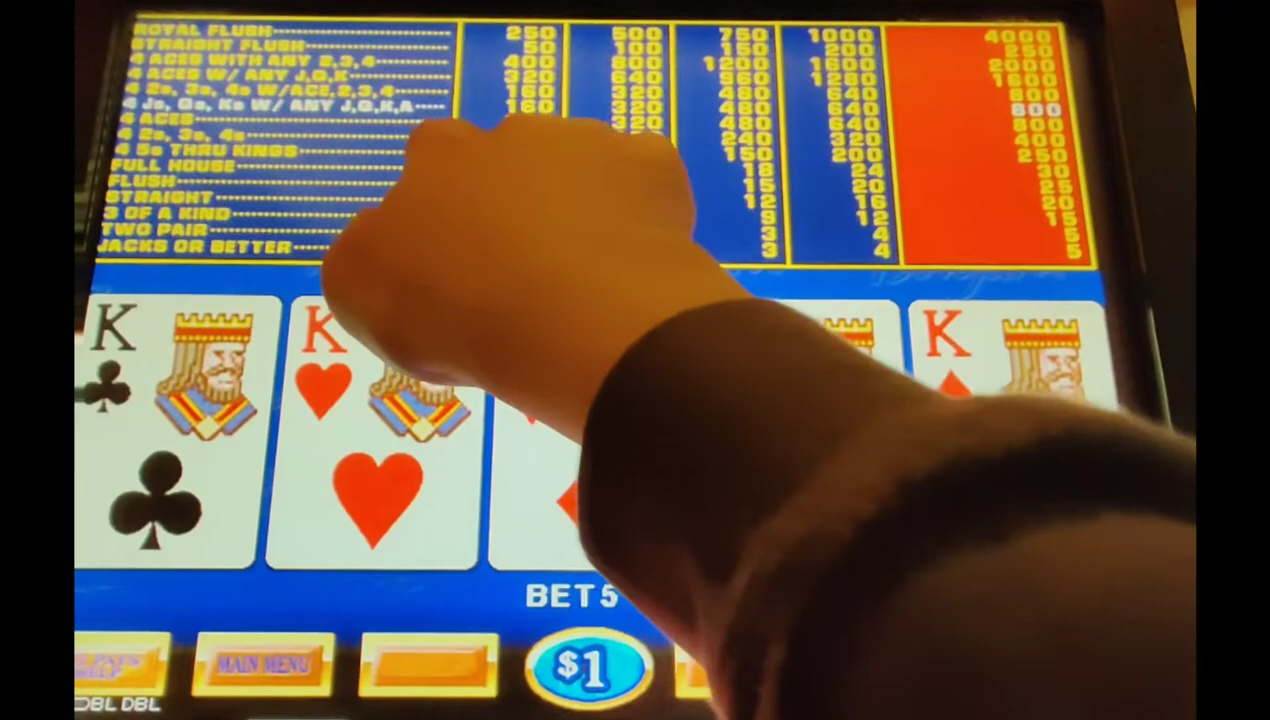 ROYAL FLUSH 250 500 750 1000 4000
STRAIGHT FLUSH 50 100 150 200 250
4 ACES WITH ANY 2,3,4 400 800 1200 1600 2000
4 ACES W/ ANY J,Q,K 320 640 960 1280 1600
4 2s, 3s, 4s W/ACE,2,3,4 160 320 480 640 800
4 Js, Qs, Ks W/ ANY J,Q,K,A 160 320 480 640 800
4 ACES 320 480 640 800
4 2s, 3s, 4s 240 320 400
4 5s THRU KINGS 150 200 250
FULL HOUSE 18 24 30
FLUSH 15 20 25
STRAIGHT 12 16 20
3 OF A KIND 9 12 15
TWO PAIR 3 4 5
JACKS OR BETTER 3 4 5
K K K
BET 5
MAIN MENU $1
DBL DBL